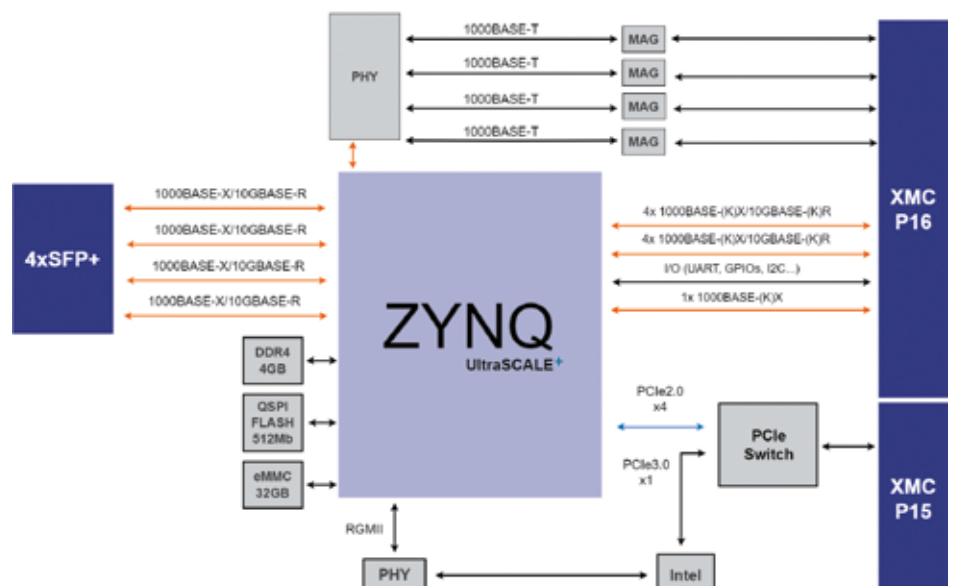 1000BASE-T
MAG
PHY
1000BASE-T
MAG
1000BASE-T
MAG
1000BASE-T
MAG
XMC
P16
4xSFP+
1000BASE-X/10GBASE-R
1000BASE-X/10GBASE-R
1000BASE-X/10GBASE-R
1000BASE-X/10GBASE-R
4x 1000BASE-(K)X/10GBASE-(K)R
4x 1000BASE-(K)X/10GBASE-(K)R
I/O (UART, GPIOs, I2C...)
1x 1000BASE-(K)X
ZYNQ
UltraSCALE+
DDR4
4GB
QSPI
FLASH
512Mb
eMMC
32GB
PCIe2.0
x4
PCIe3.0
x1
PCIe
Switch
XMC
P15
RGMII
PHY
Intel